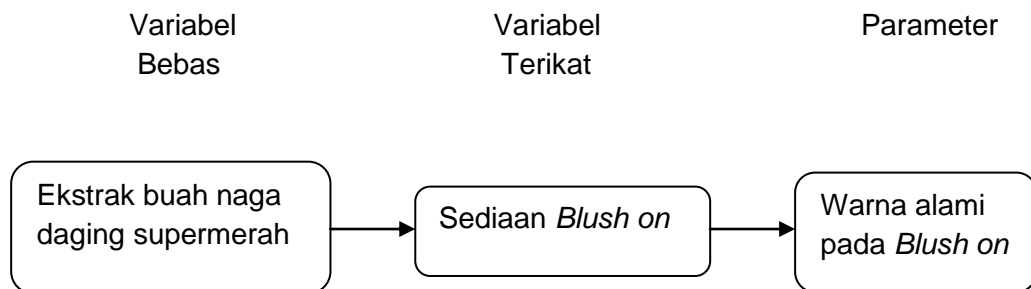 Variabel
Bebas
Variabel
Terikat
Parameter
Ekstrak buah naga
daging supermerah
Sediaan Blush on
Warna alami
pada Blush on